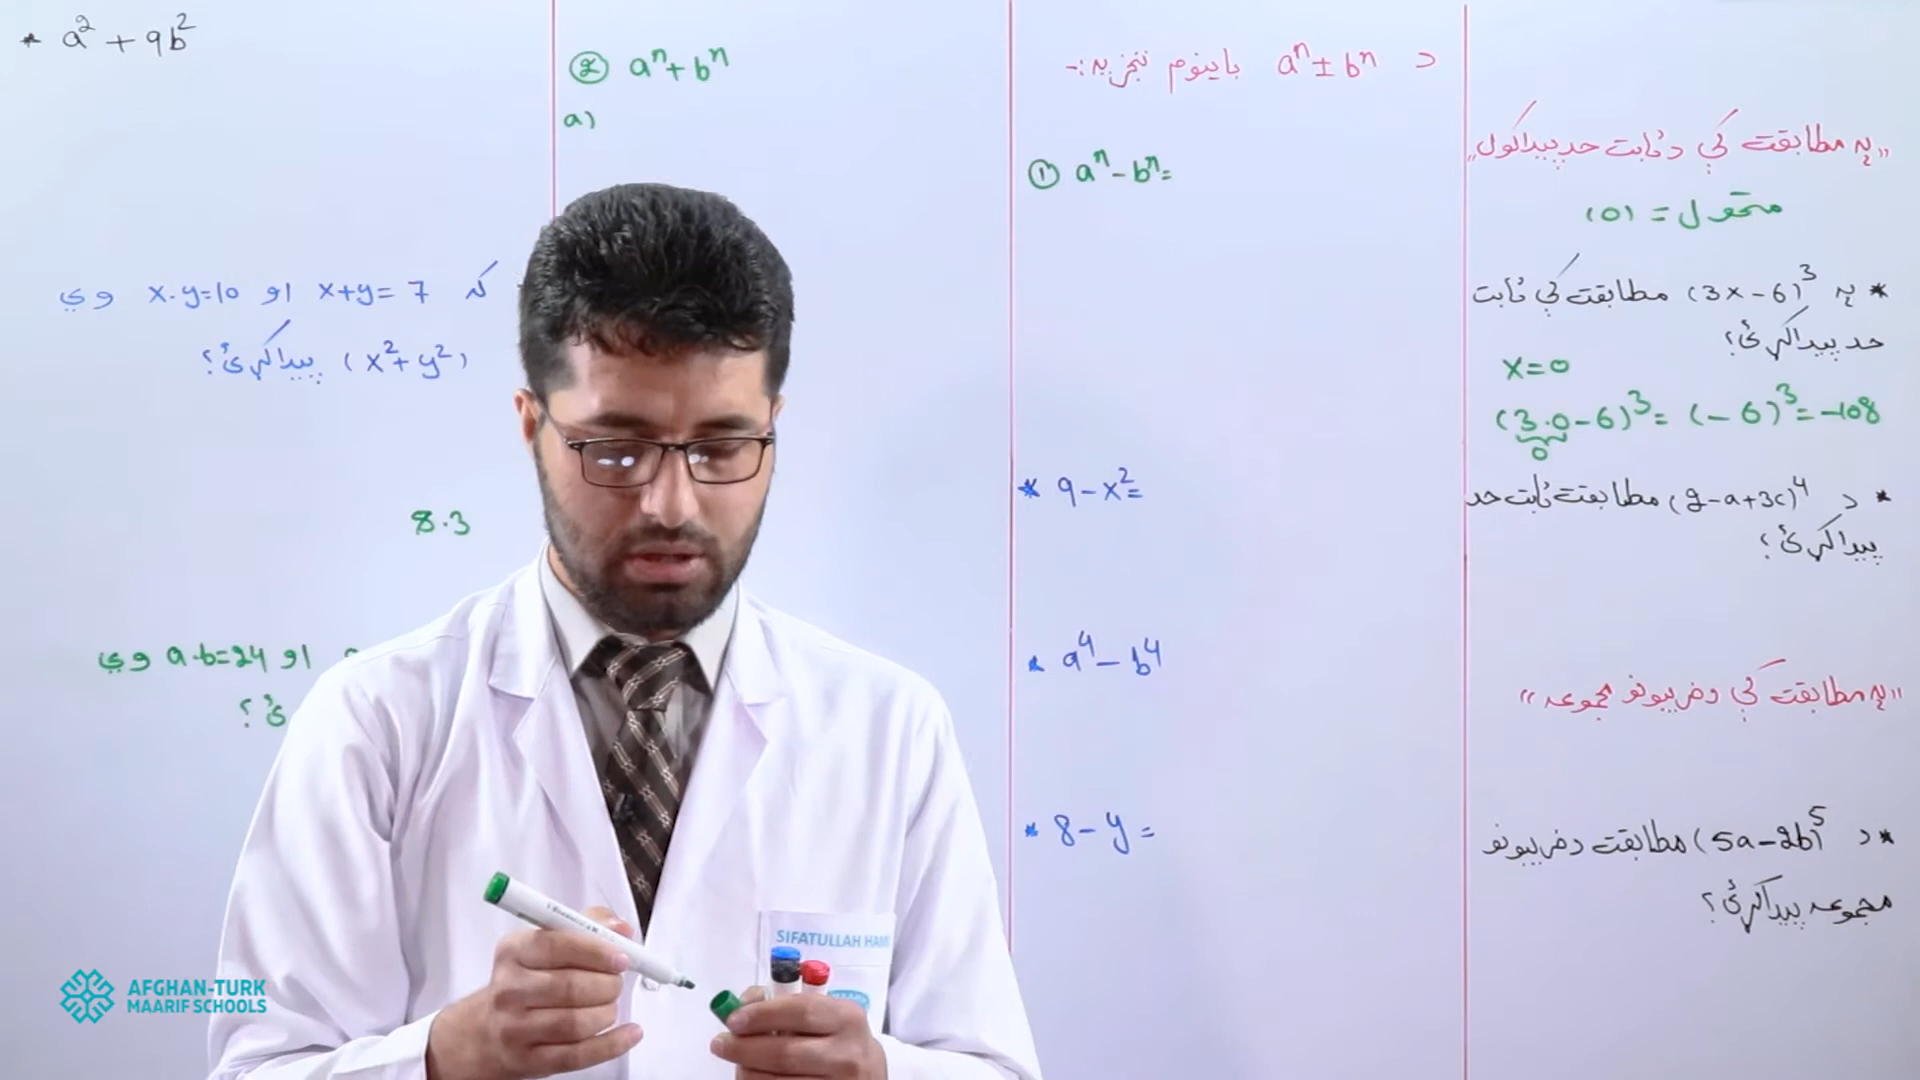 „په مطابقت کې د ثابت حد پیدا کول„
متحول = (0)
* په (3x-6)³ مطابقت کې ثابت
حد پیدا کړئ؟
x=0
(3.0-6)³= (-6)³= -108
0
* د (2-a+3c)⁴ مطابقت ثابت حد
پیدا کړئ؟
„په مطابقت کې د ضریبونو مجموعه”
* د (5a-2b)⁵ مطابقت د ضریبونو
مجموعه پیدا کړئ؟
د aⁿ±bⁿ باینوم تجزیه:-
① aⁿ-bⁿ=
* 9-x²=
* a⁴-b⁴
* 8-y=
② aⁿ+bⁿ
a)
* a²+9b²
که x+y=7 او x.y=10 وي
(x²+y²) پیدا کړئ؟
8.3
او a.b=24 وي
ئ؟
SIFATULLAH HAM
AFGHAN-TURK
MAARIF SCHOOLS